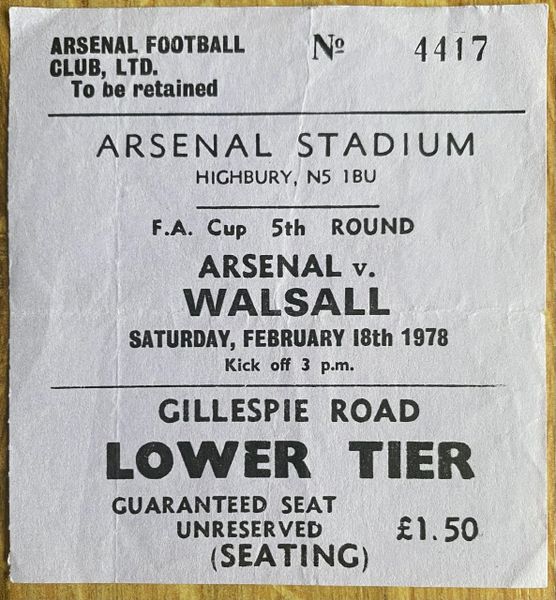 ARSENAL FOOTBALL
CLUB, LTD.
To be retained
Nº 4417
ARSENAL STADIUM
HIGHBURY, N5 1BU
F.A. Cup 5th ROUND
ARSENAL v.
WALSALL
SATURDAY, FEBRUARY 18th 1978
Kick off 3 p.m.
GILLESPIE ROAD
LOWER TIER
GUARANTEED SEAT
UNRESERVED £1.50
(SEATING)